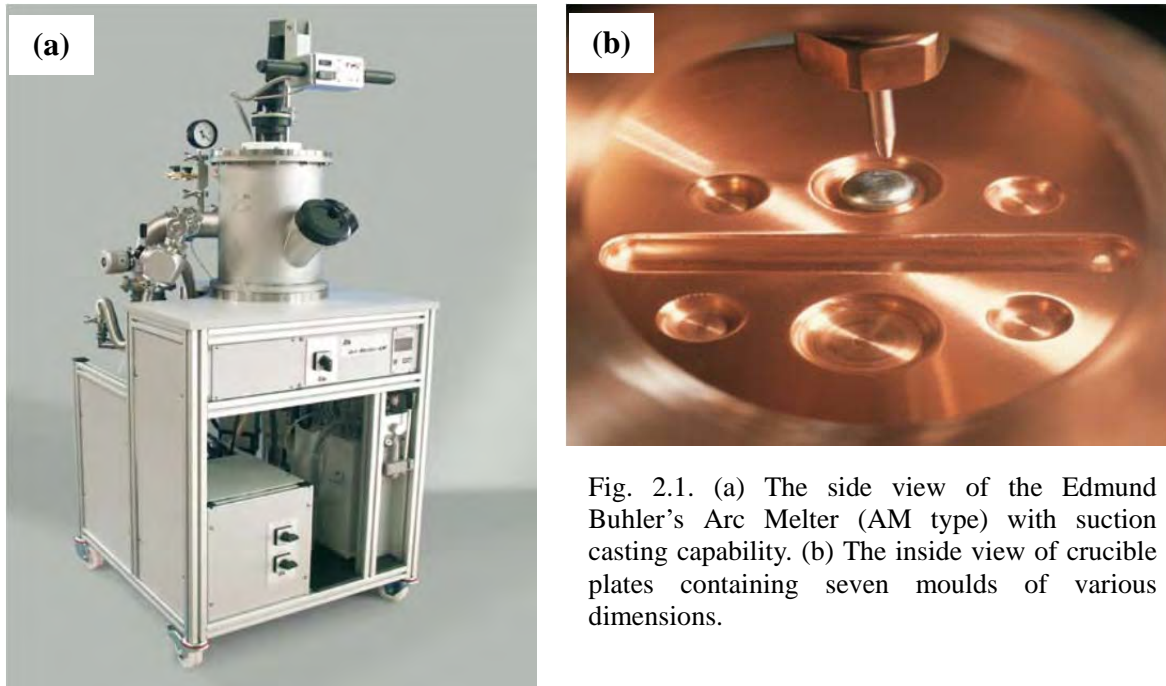 (a)
(b)
Fig. 2.1. (a) The side view of the Edmund
Buhler's Arc Melter (AM type) with suction
casting capability. (b) The inside view of crucible
plates containing seven moulds of various
dimensions.